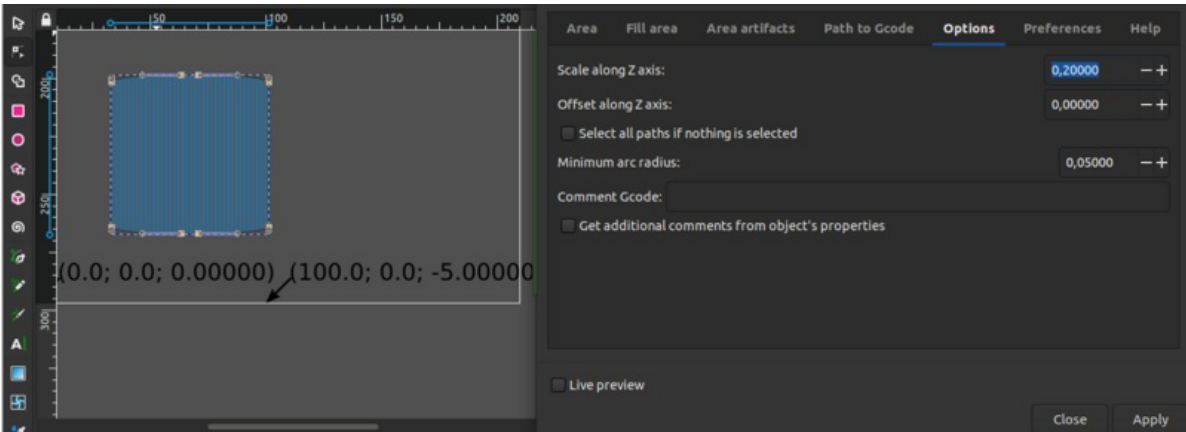 50 100 150 200
Area Fill area Area artifacts Path to Gcode Options Preferences Help
Scale along Z axis: 0,20000 −+
Offset along Z axis: 0,00000 −+
Select all paths if nothing is selected
Minimum arc radius: 0,05000 −+
Comment Gcode:
Get additional comments from object's properties
200
250
300
(0.0; 0.0; 0.00000) (100.0; 0.0; -5.00000
A
Live preview
Close Apply